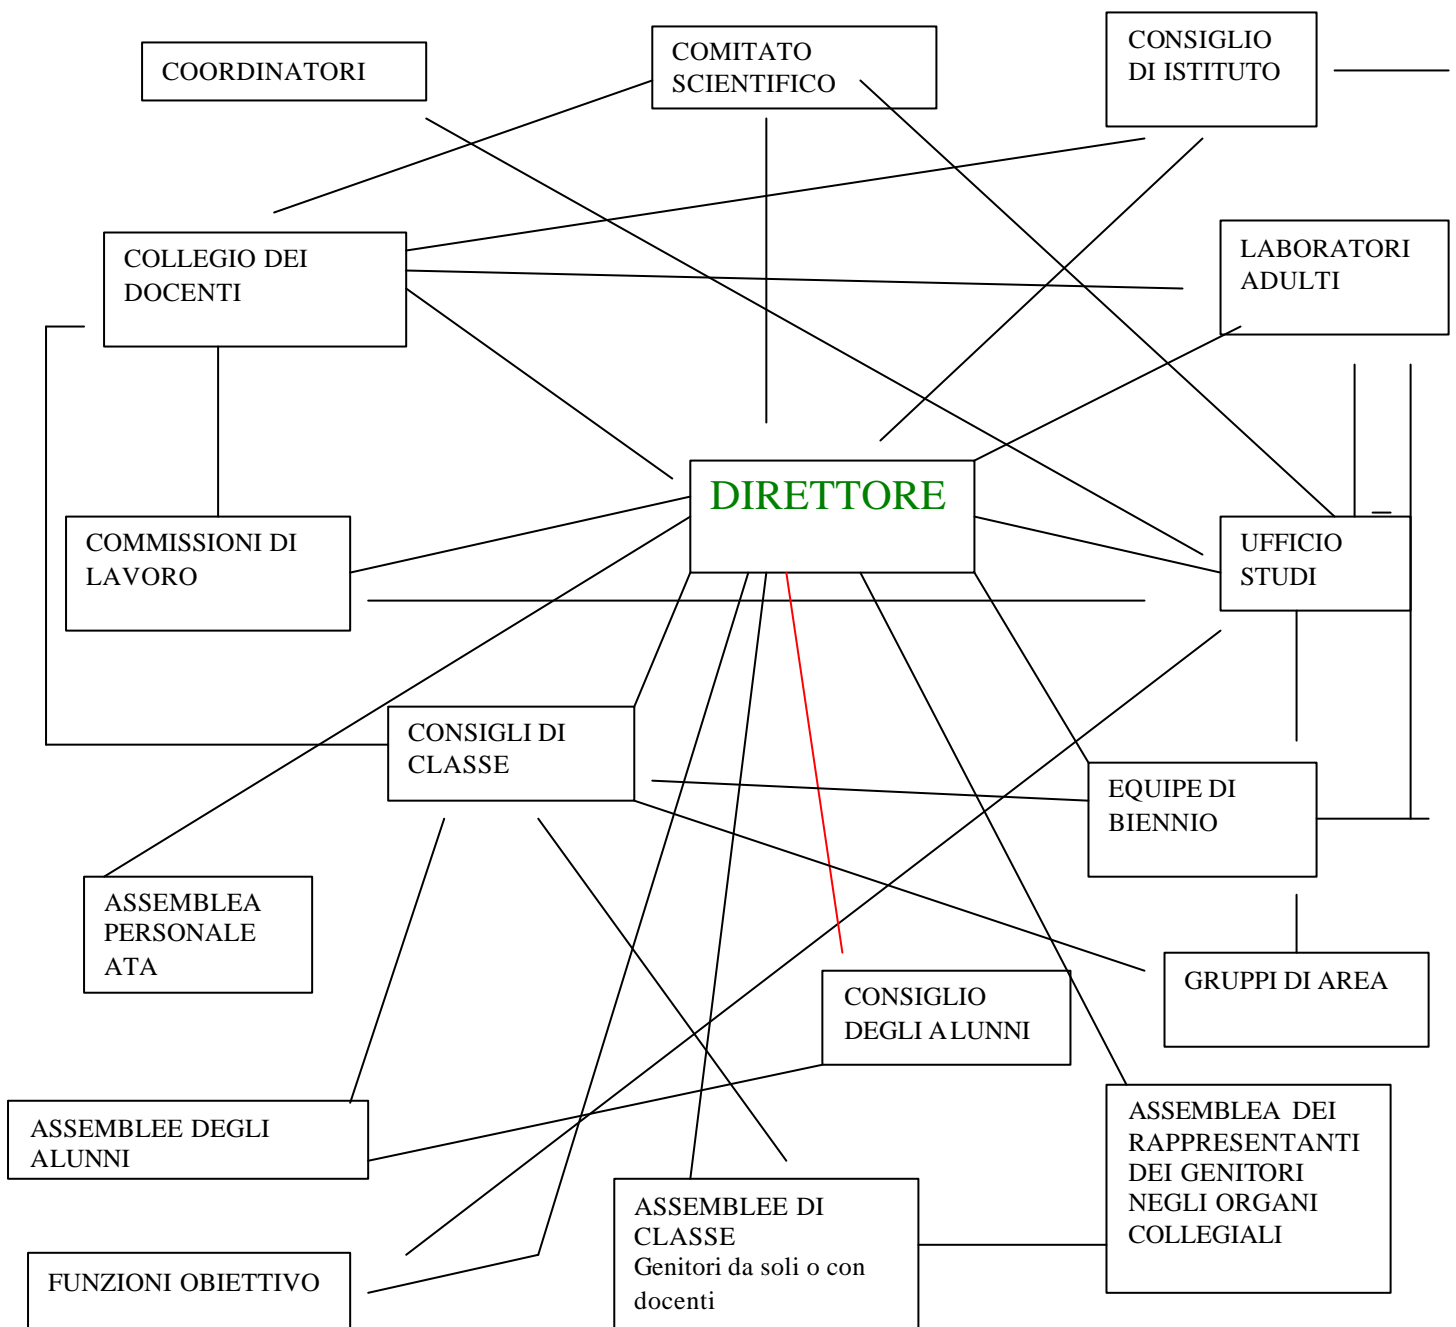 COORDINATORI
COMITATO
SCIENTIFICO
CONSIGLIO
DI ISTITUTO
COLLEGIO DEI
DOCENTI
LABORATORI
ADULTI
DIRETTORE
COMMISSIONI DI
LAVORO
UFFICIO
STUDI
CONSIGLI DI
CLASSE
EQUIPE DI
BIENNIO
ASSEMBLEA
PERSONALE
ATA
CONSIGLIO
DEGLI ALUNNI
GRUPPI DI AREA
ASSEMBLEE DEGLI
ALUNNI
ASSEMBLEA DEI
RAPPRESENTANTI
DEI GENITORI
NEGLI ORGANI
COLLEGIALI
ASSEMBLEE DI
CLASSE
Genitori da soli o con
docenti
FUNZIONI OBIETTIVO